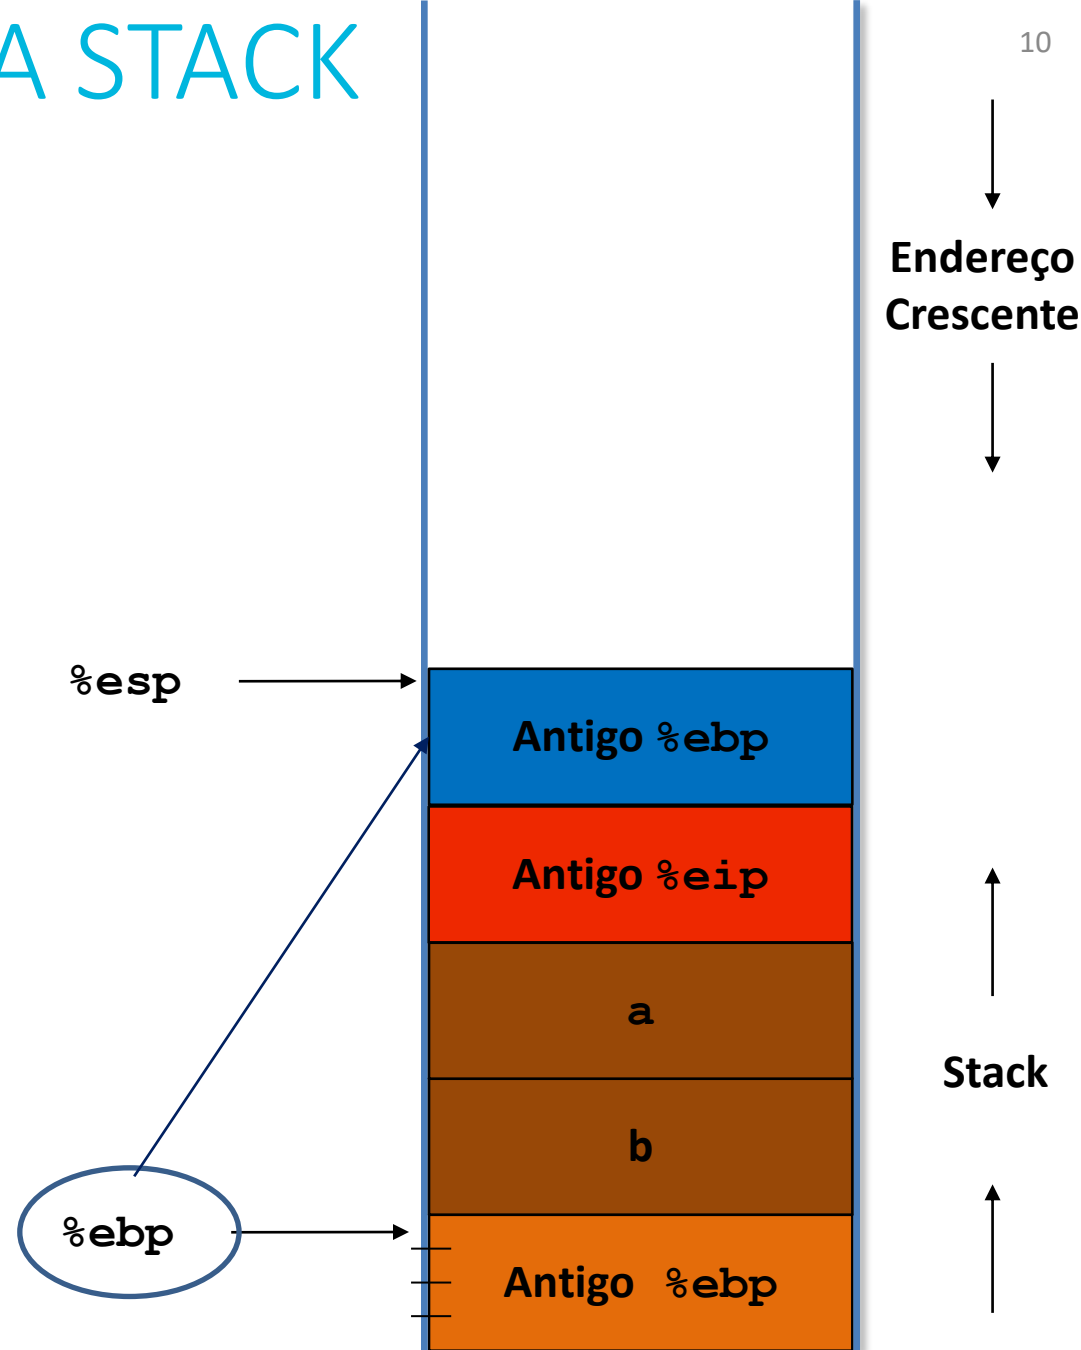 A STACK
10
Endereço
Crescente
%esp
Antigo %ebp
Antigo %eip
a
Stack
b
%ebp
Antigo %ebp